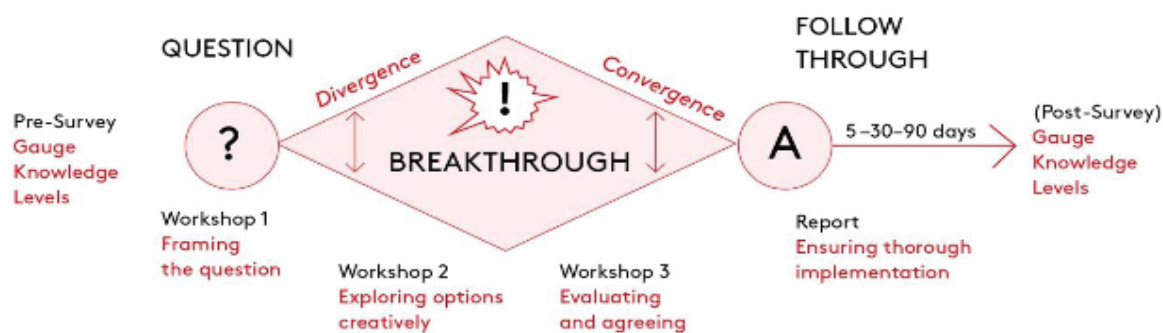 QUESTION
FOLLOW
THROUGH
Divergence
Convergence
!
BREAKTHROUGH
Pre-Survey
Gauge
Knowledge
Levels
?
A
5–30–90 days
(Post-Survey)
Gauge
Knowledge
Levels
Workshop 1
Framing
the question
Workshop 2
Exploring options
creatively
Workshop 3
Evaluating
and agreeing
Report
Ensuring thorough
implementation